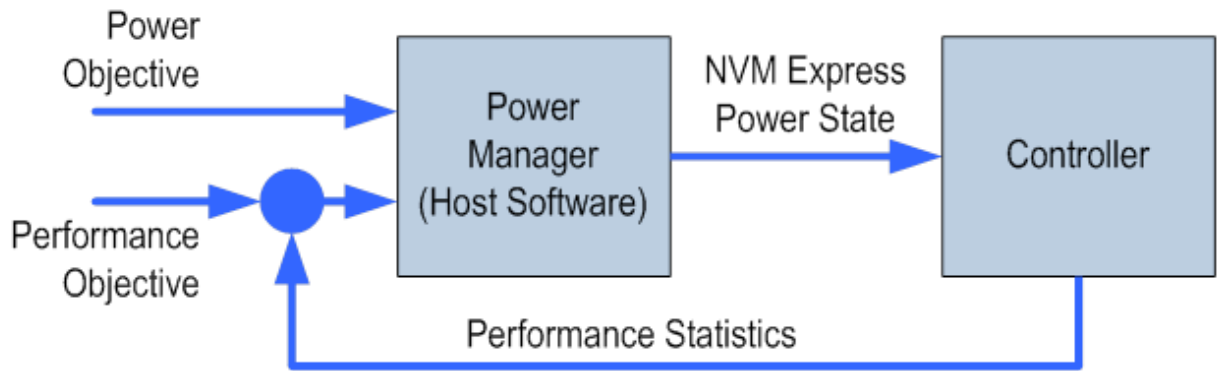 Power
Objective
Performance
Objective
Power
Manager
(Host Software)
NVM Express
Power State
Controller
Performance Statistics